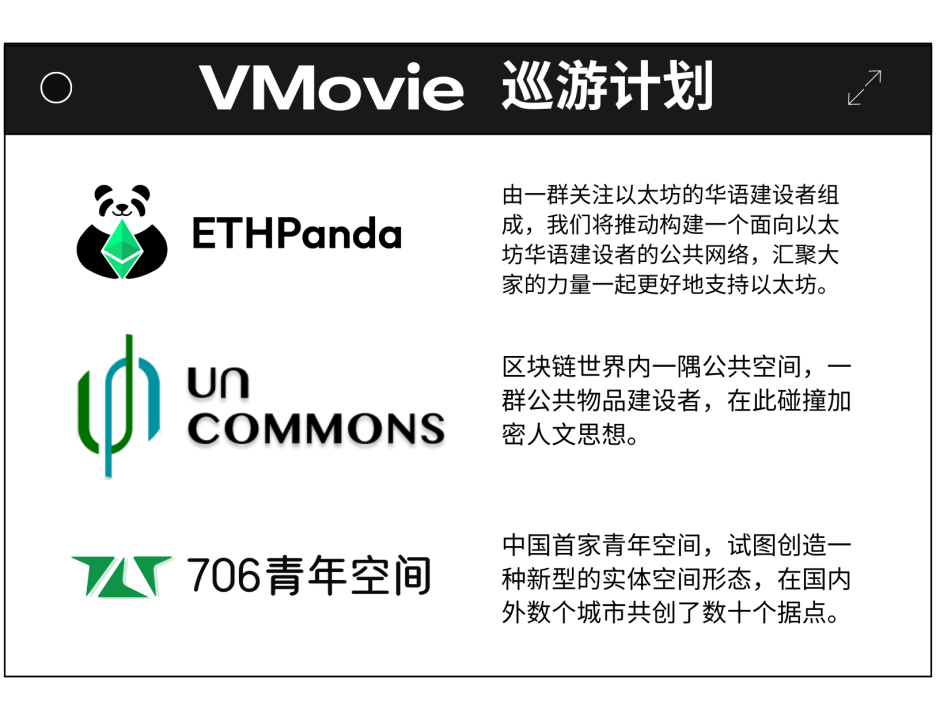 VMovie 巡游计划
ETHPanda
由一群关注以太坊的华语建设者组
成，我们将推动构建一个面向以太
坊华语建设者的公共网络，汇聚大
家的力量一起更好地支持以太坊。
UN
COMMONS
区块链世界内一隅公共空间，一
群公共物品建设者，在此碰撞加
密人文思想。
706青年空间
中国首家青年空间，试图创造一
种新型的实体空间形态，在国内
外数个城市共创了数十个据点。